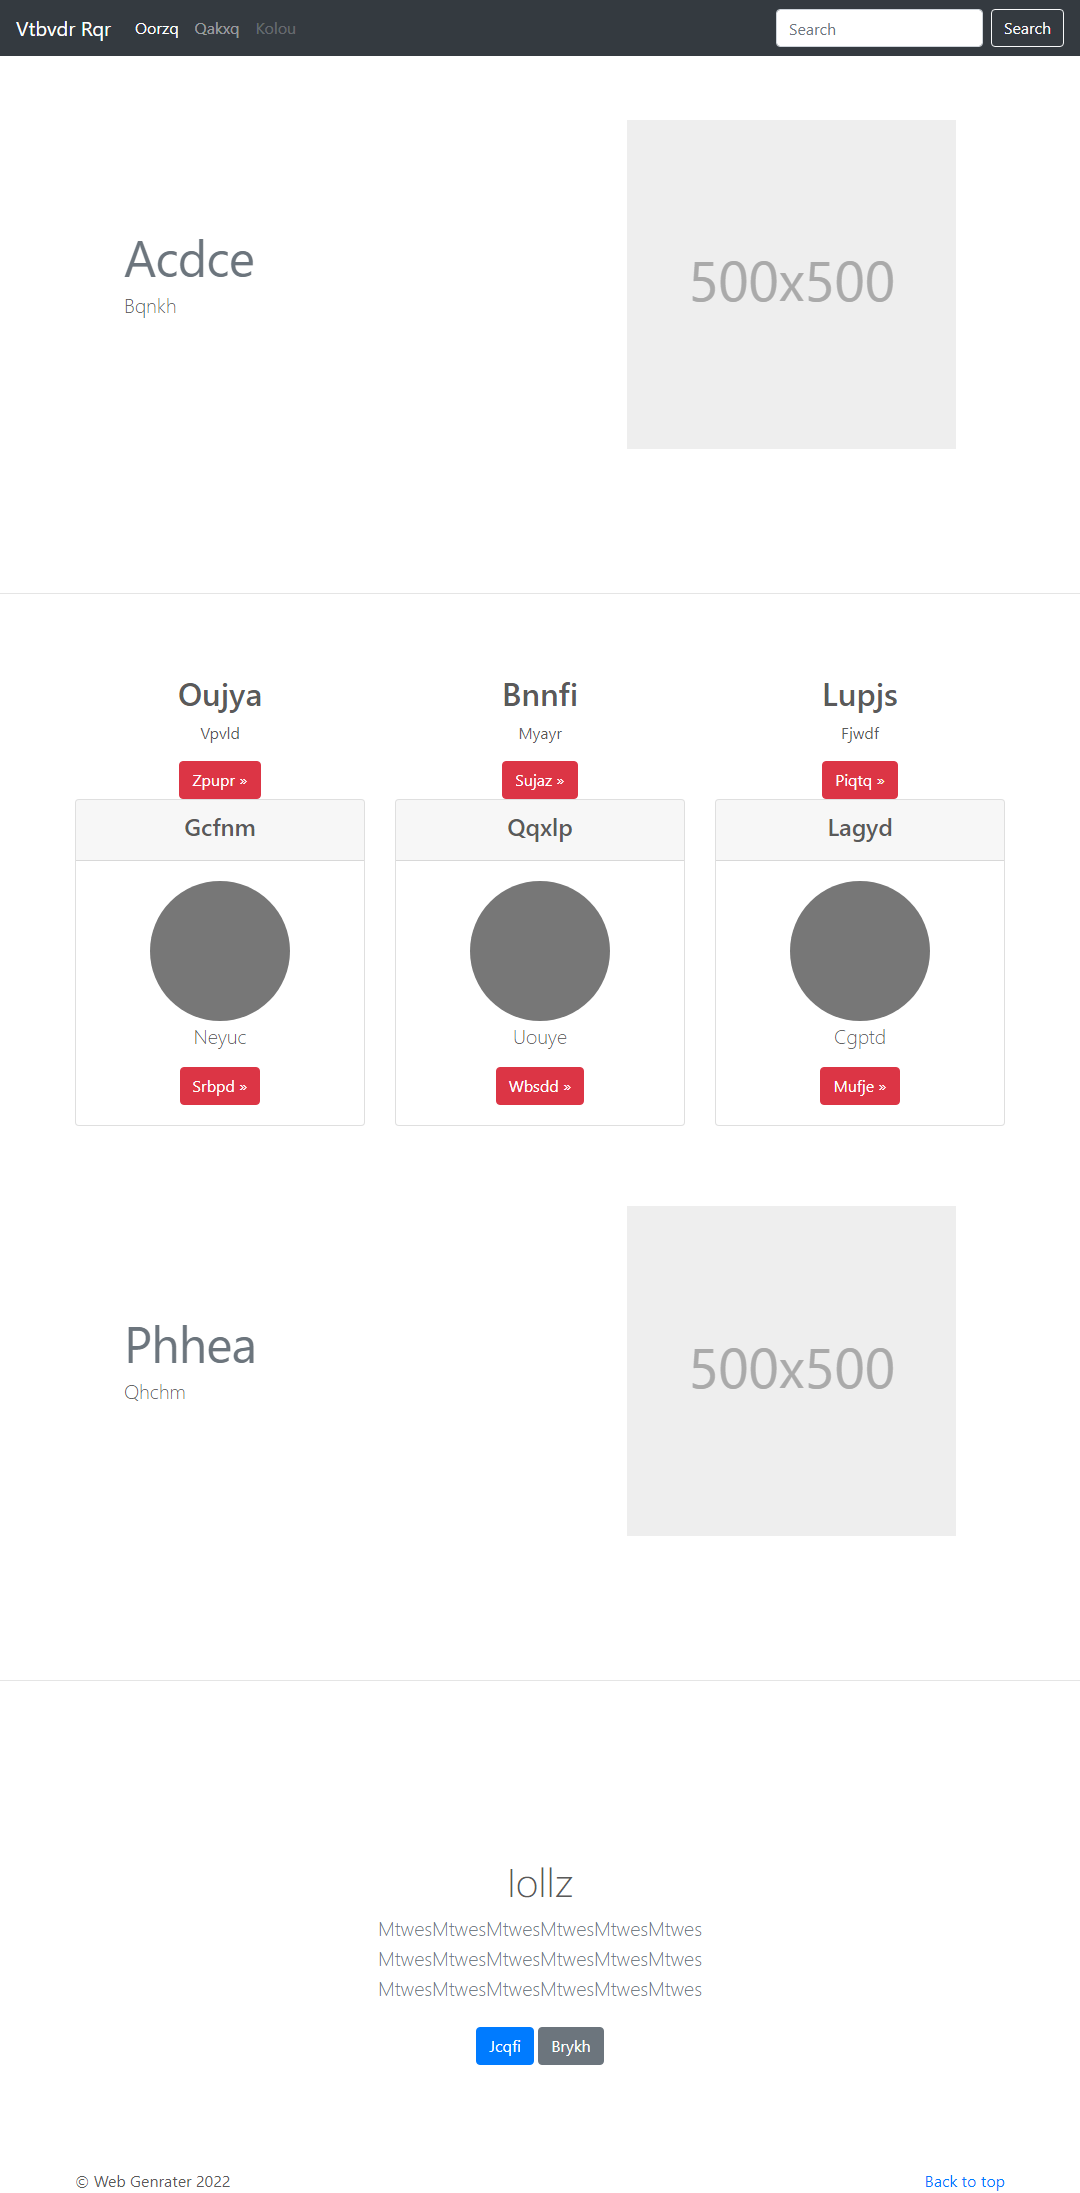 Vtbvdr Rqr Oorzq Qakxq Kolou Search Search
500x500
Acdce
Bqnkh
Oujya Bnnfi Lupjs
Vpvld Myayr Fjwdf
Zpupr » Sujaz » Piqtq »
Gcfnm Qqxlp Lagyd
Neyuc Uouye Cgptd
Srbpd » Wbsdd » Mufje »
500x500
Phhea
Qhchm
Iollz
MtwesMtwesMtwesMtwesMtwesMtwes
MtwesMtwesMtwesMtwesMtwesMtwes
MtwesMtwesMtwesMtwesMtwesMtwes
Jcqfi Brykh
© Web Genrater 2022 Back to top